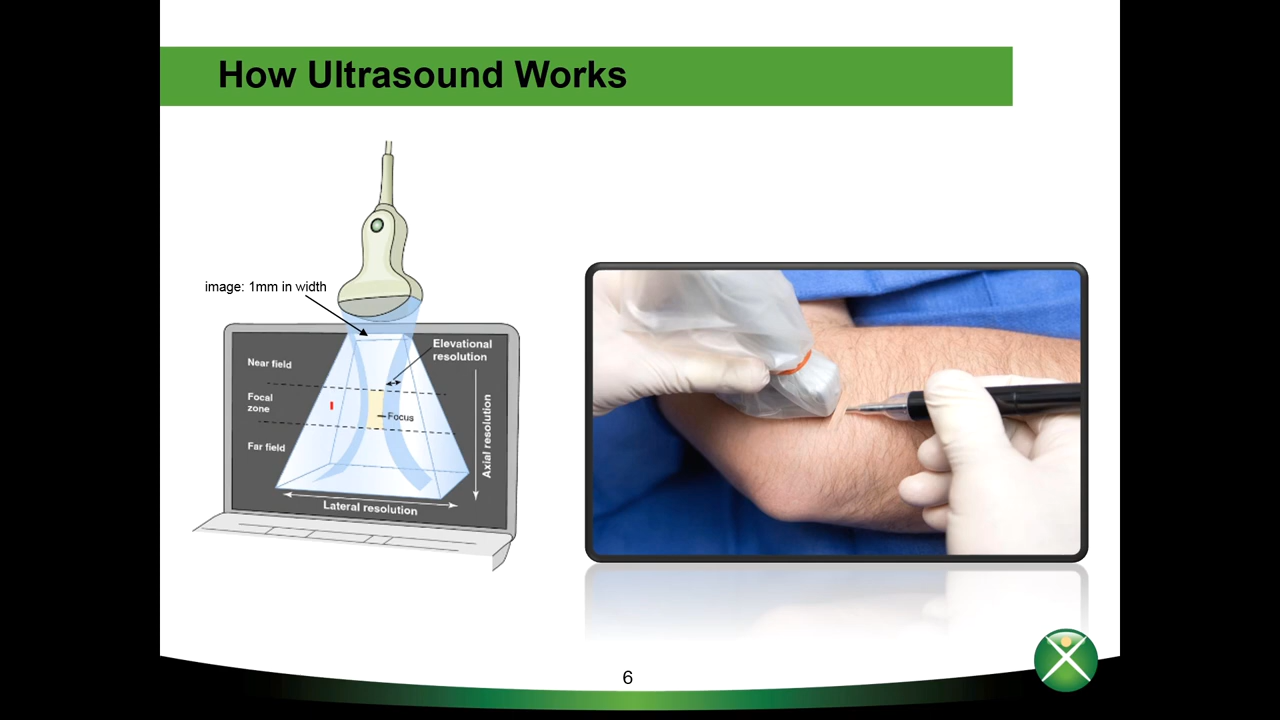 How Ultrasound Works
image: 1mm in width
Elevational
resolution
Near field
Focal
zone
Focus
Far field
Axial resolution
Lateral resolution
6